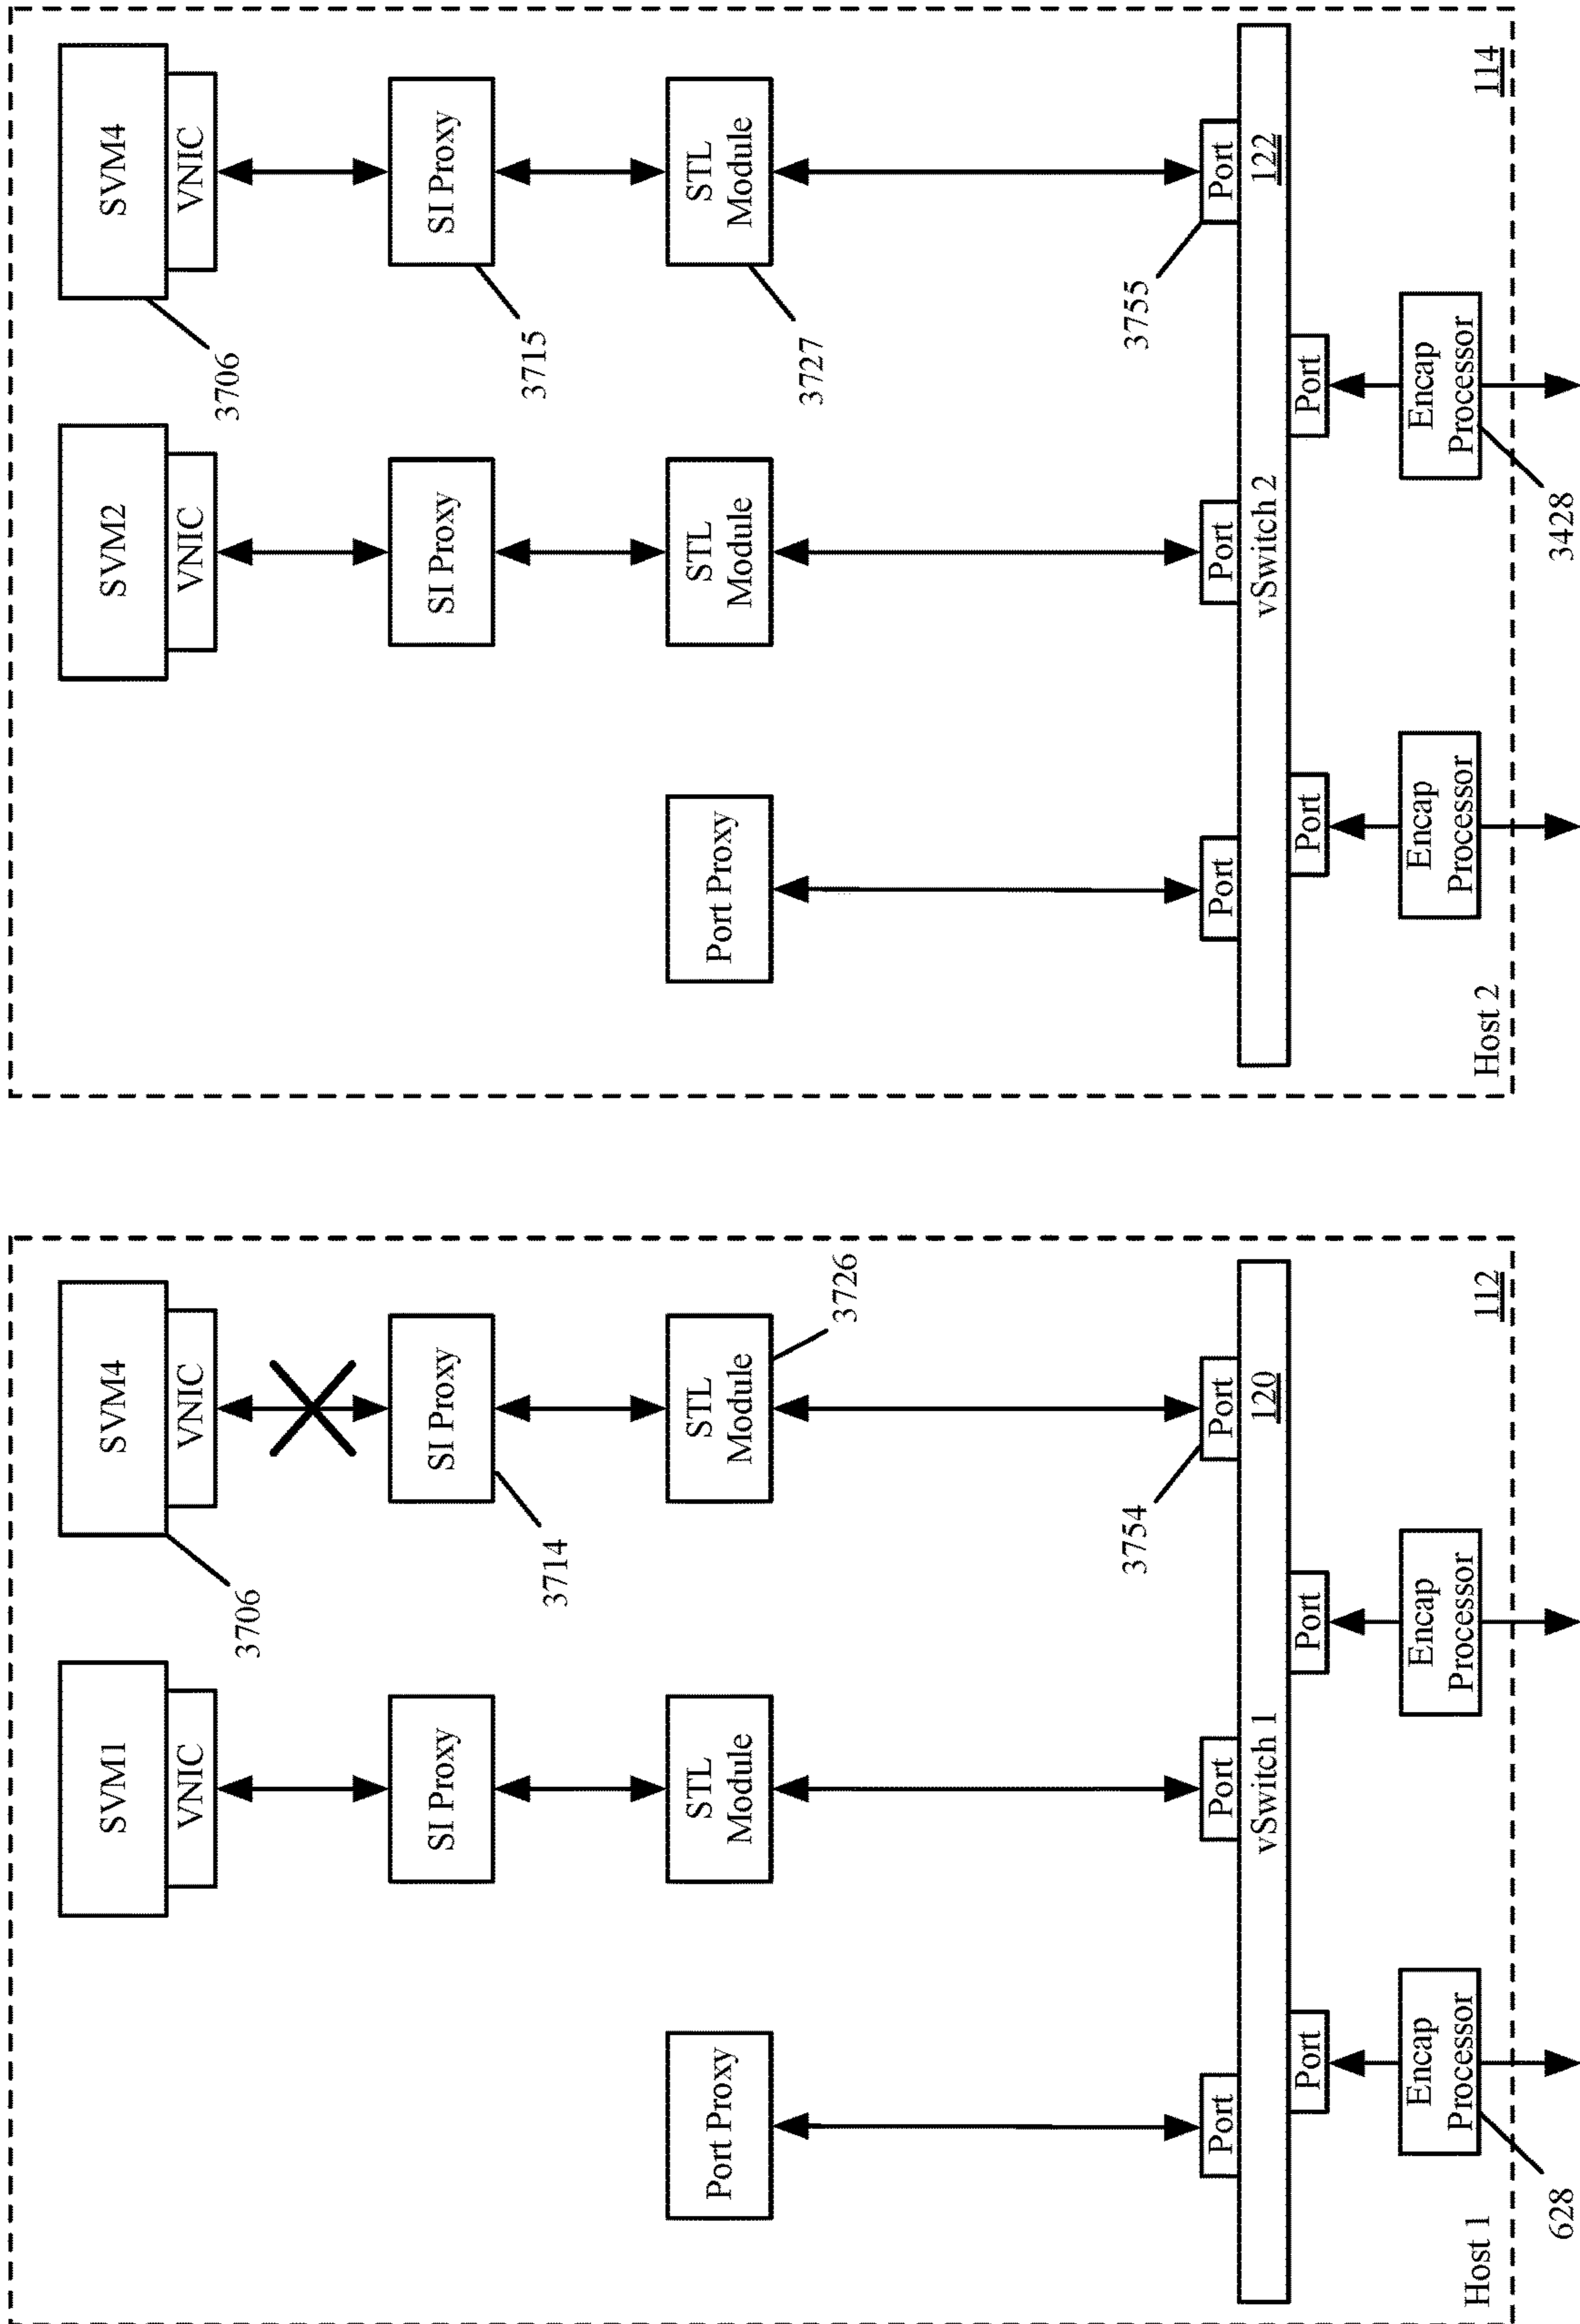 SVM1
VNIC
SVM4
VNIC
3706
SI Proxy
SI Proxy
3714
Port Proxy
STL
Module
STL
Module
3726
3754
Port
Port
Port
vSwitch 1
120
Port
Port
Encap
Processor
Encap
Processor
628
Host 1
112
SVM2
VNIC
SVM4
VNIC
3706
SI Proxy
SI Proxy
3715
Port Proxy
STL
Module
STL
Module
3727
3755
Port
Port
Port
vSwitch 2
122
Port
Port
Encap
Processor
Encap
Processor
3428
Host 2
114